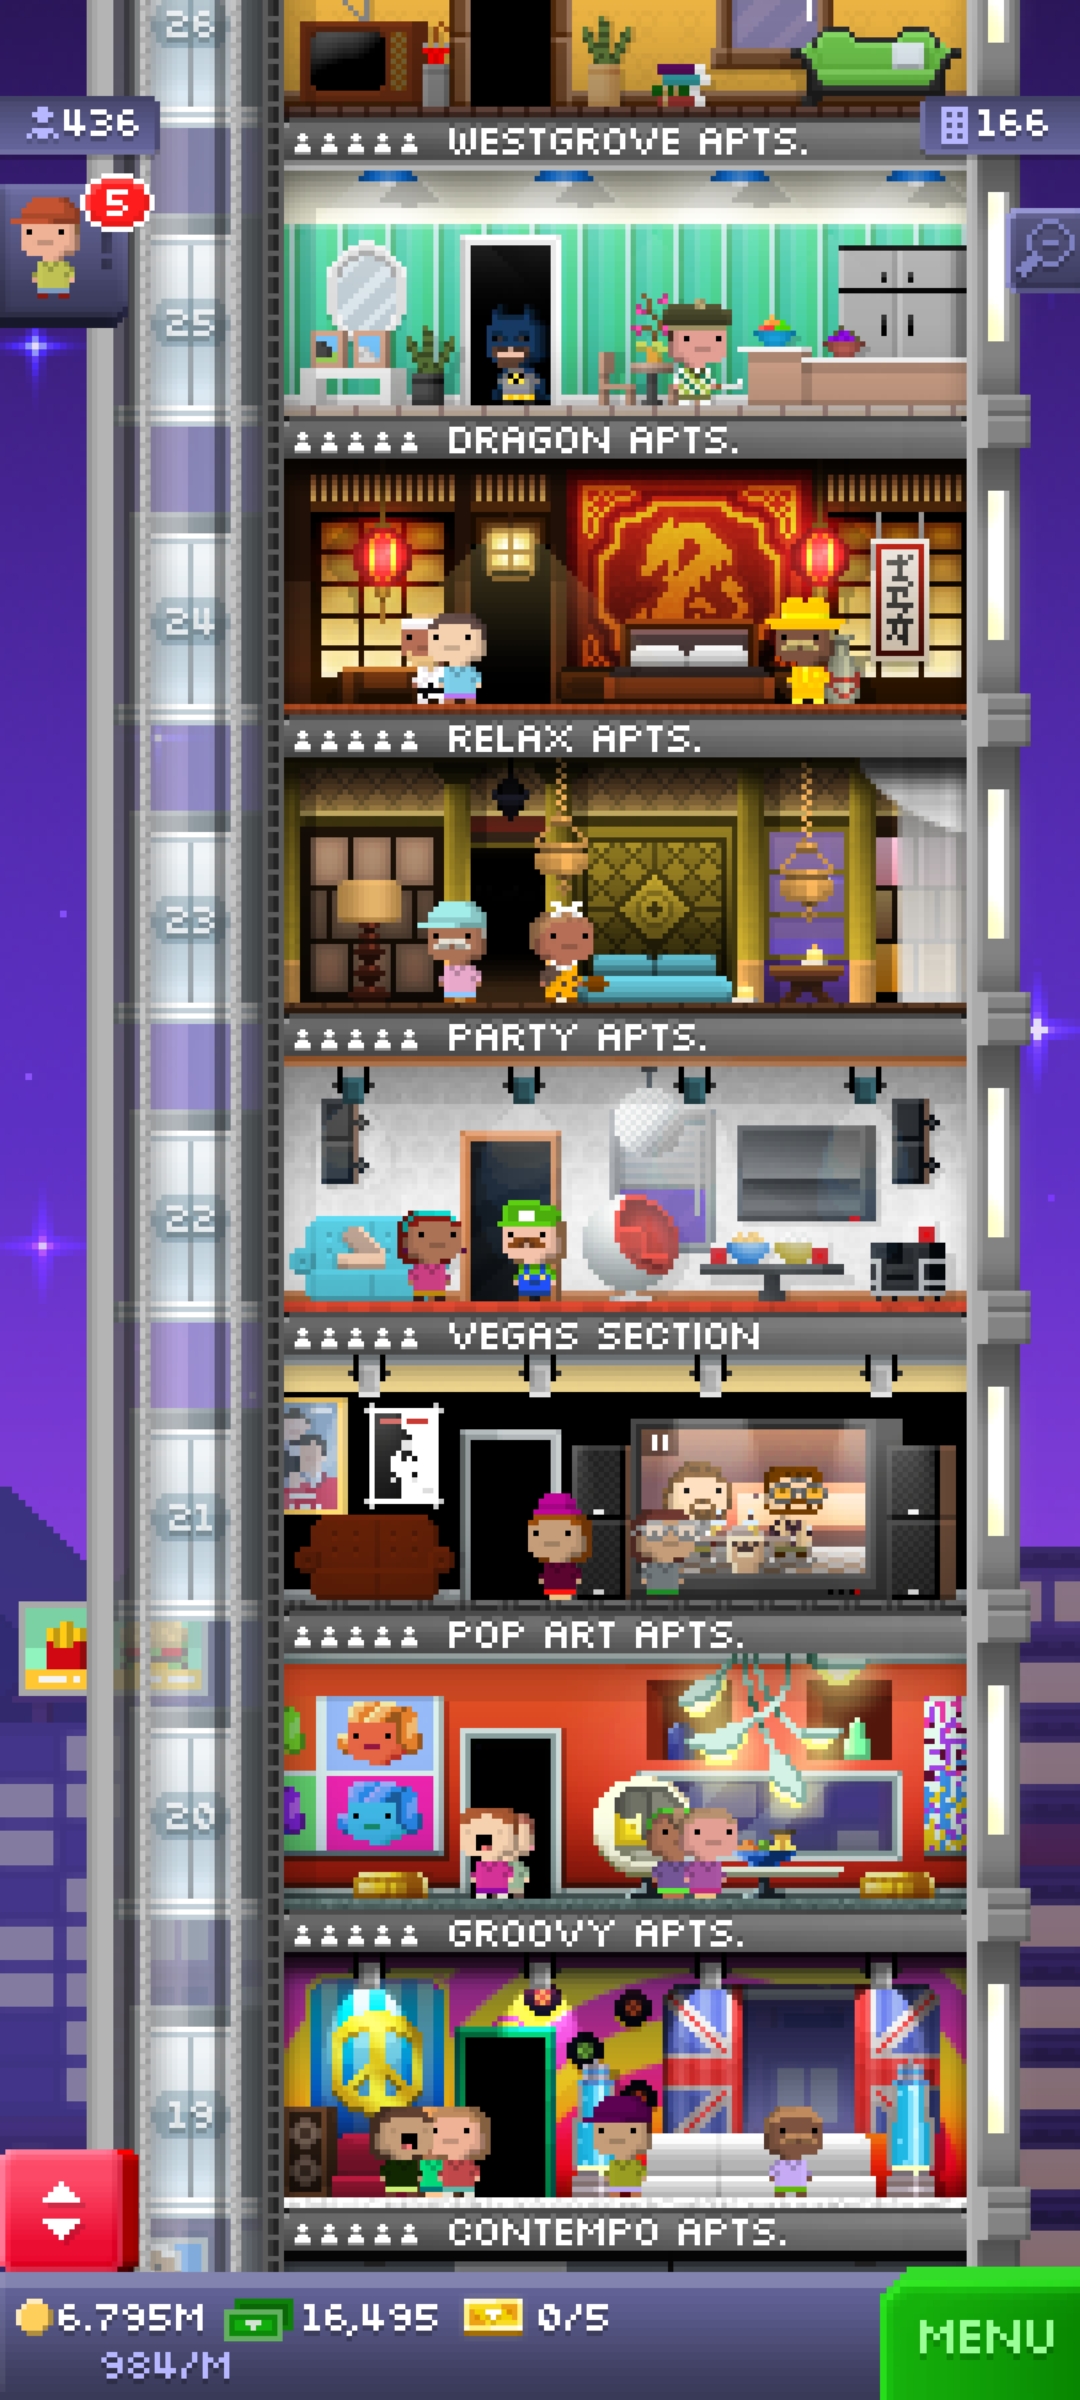 26
436
166
WESTGROVE APTS.
5
25
DRAGON APTS.
24
RELAX APTS.
23
PARTY APTS.
22
VEGAS SECTION
21
POP ART APTS.
20
GROOVY APTS.
19
CONTEMPO APTS.
6.795M 16,495 0/5
984/M
MENU